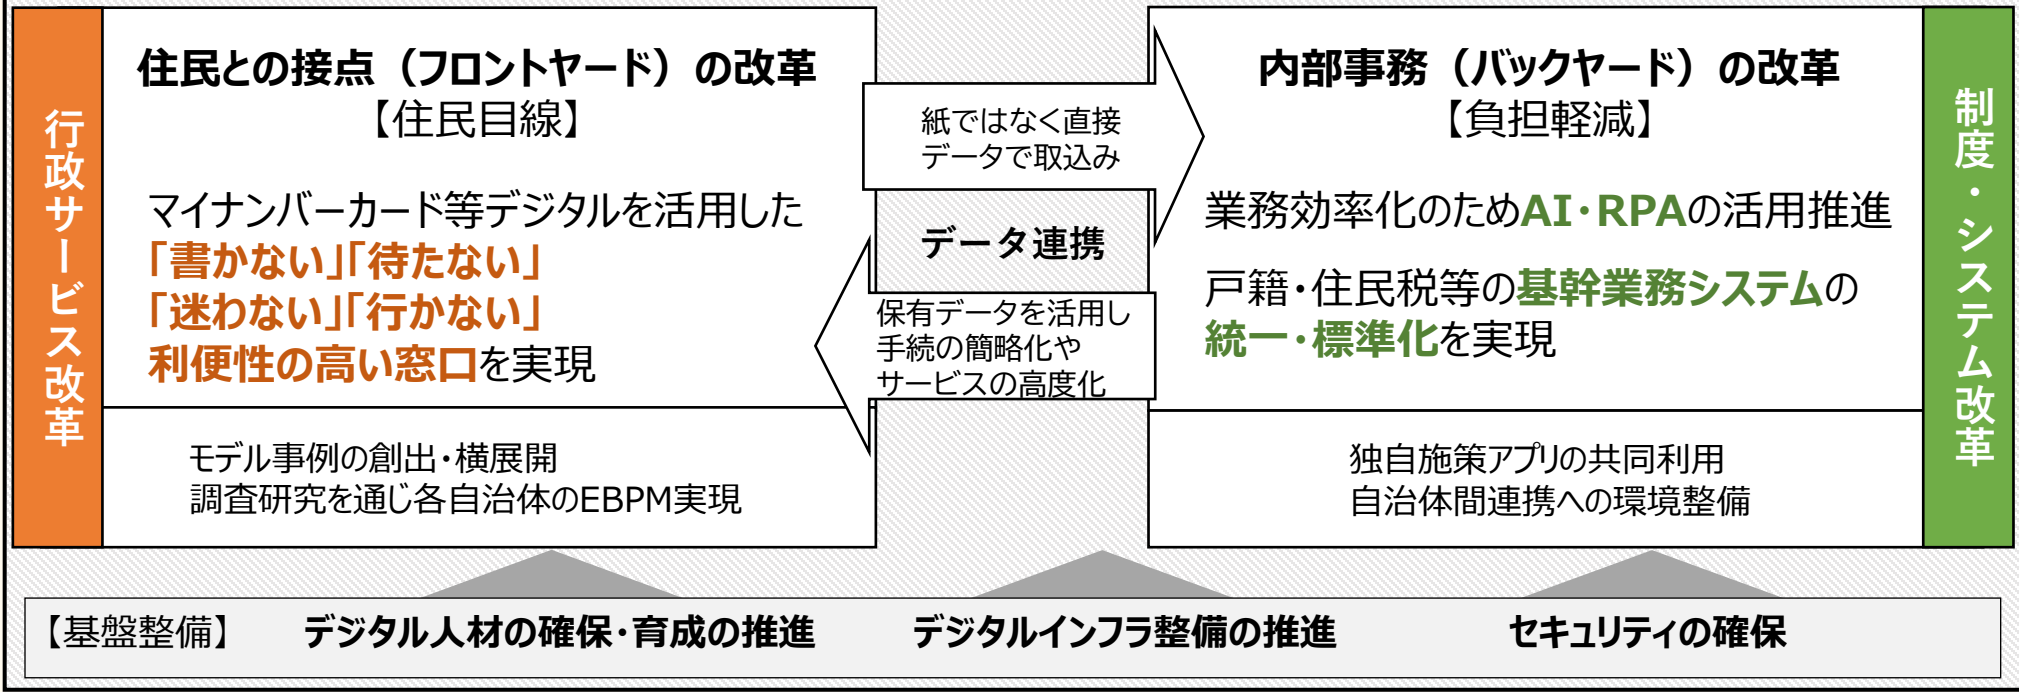 行政サービス改革
住民との接点（フロントヤード）の改革
【住民目線】
マイナンバーカード等デジタルを活用した
「書かない」「待たない」
「迷わない」「行かない」
利便性の高い窓口を実現
モデル事例の創出・横展開
調査研究を通じ各自治体のEBPM実現
紙ではなく直接
データで取込み
データ連携
保有データを活用し
手続の簡略化や
サービスの高度化
内部事務（バックヤード）の改革
【負担軽減】
業務効率化のためAI・RPAの活用推進
戸籍・住民税等の基幹業務システムの
統一・標準化を実現
独自施策アプリの共同利用
自治体間連携への環境整備
制度・システム改革
【基盤整備】 デジタル人材の確保・育成の推進 デジタルインフラ整備の推進 セキュリティの確保